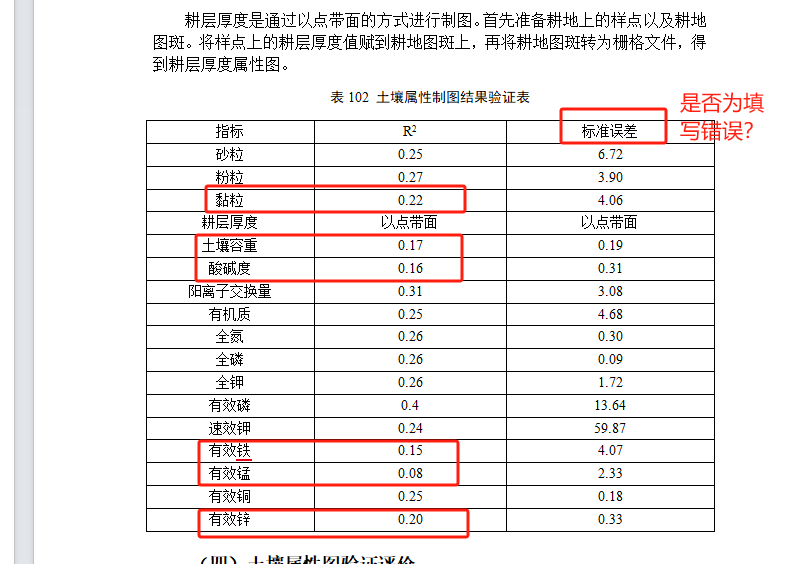 耕层厚度是通过以点带面的方式进行制图。首先准备耕地上的样点以及耕地
图斑。将样点上的耕层厚度值赋到耕地图斑上，再将耕地图斑转为栅格文件，得
到耕层厚度属性图。
表 102 土壤属性制图结果验证表
是否为填
写错误？
指标 R² 标准误差
砂粒 0.25 6.72
粉粒 0.27 3.90
黏粒 0.22 4.06
耕层厚度 以点带面 以点带面
土壤容重 0.17 0.19
酸碱度 0.16 0.31
阳离子交换量 0.31 3.08
有机质 0.25 4.68
全氮 0.26 0.30
全磷 0.26 0.09
全钾 0.26 1.72
有效磷 0.4 13.64
速效钾 0.24 59.87
有效铁 0.15 4.07
有效锰 0.08 2.33
有效铜 0.25 0.18
有效锌 0.20 0.33
（四）土壤属性图验证评价